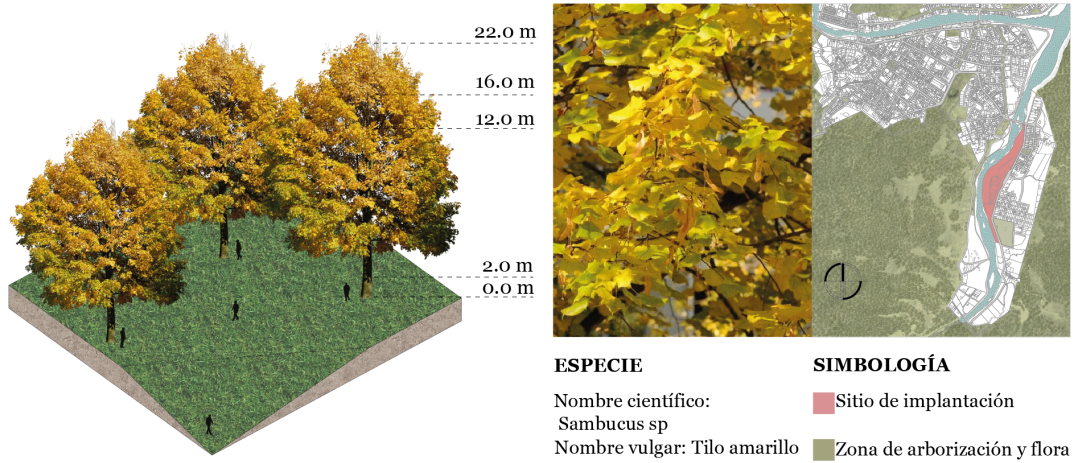 22.0 m
16.0 m
12.0 m
2.0 m
0.0 m
ESPECIE
Nombre científico:
Sambucus sp
Nombre vulgar: Tilo amarillo
SIMBOLOGÍA
Sitio de implantación
Zona de arborización y flora